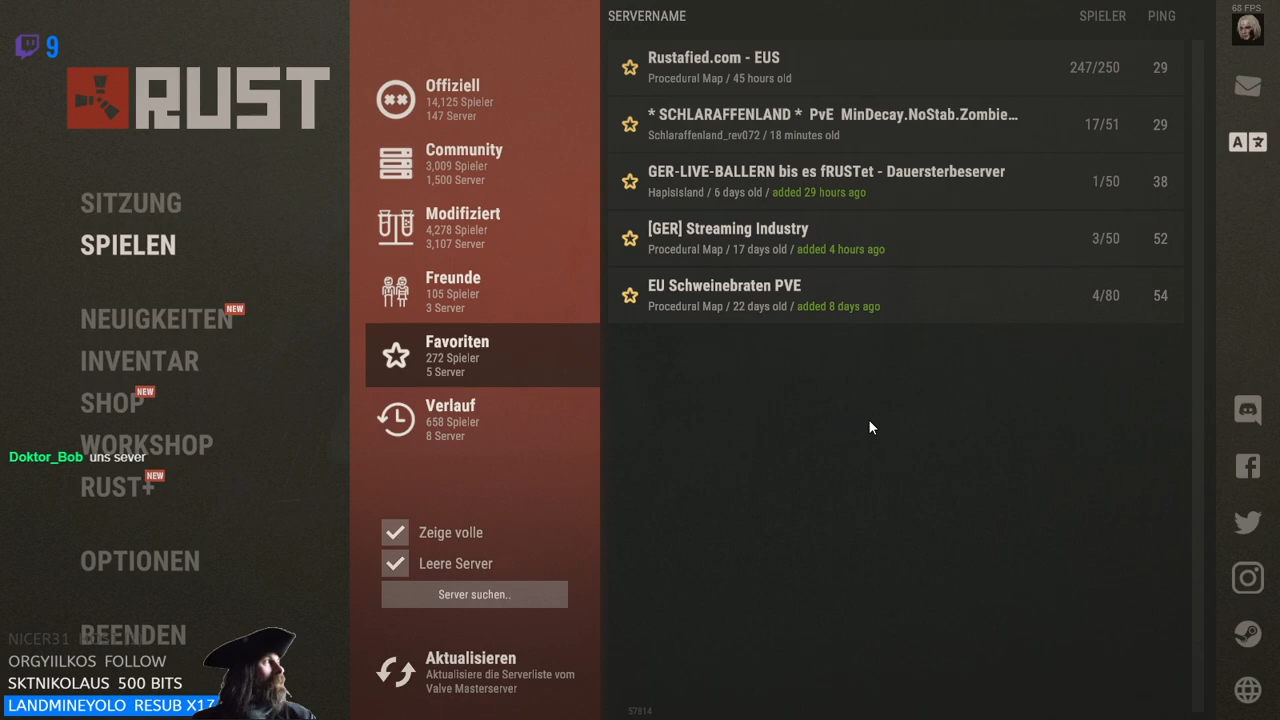 9
RUST
SITZUNG
SPIELEN
NEUIGKEITEN NEW
INVENTAR
SHOP NEW
WORKSHOP
Doktor_Bob uns sever
RUST+ NEW
OPTIONEN
BEENDEN
NICER31
ORGYIILKOS FOLLOW
SKTNIKOLAUS 500 BITS
LANDMINEYOLO RESUB X17
Offiziell
14,125 Spieler
147 Server
Community
3,009 Spieler
1,500 Server
Modifiziert
4,278 Spieler
3,107 Server
Freunde
105 Spieler
3 Server
Favoriten
272 Spieler
5 Server
Verlauf
658 Spieler
8 Server
Zeige volle
Leere Server
Server suchen..
Aktualisieren
Aktualisiere die Serverliste vom
Valve Masterserver
SERVERNAME SPIELER PING
Rustafied.com - EUS 247/250 29
Procedural Map / 45 hours old
* SCHLARAFFENLAND * PvE MinDecay.NoStab.Zombie... 17/51 29
Schlaraffenland_rev072 / 18 minutes old
GER-LIVE-BALLERN bis es fRUSTet - Dauersterbeserver 1/50 38
HapisIsland / 6 days old / added 29 hours ago
[GER] Streaming Industry 3/50 52
Procedural Map / 17 days old / added 4 hours ago
EU Schweinebraten PVE 4/80 54
Procedural Map / 22 days old / added 8 days ago
57814
68 FPS
A